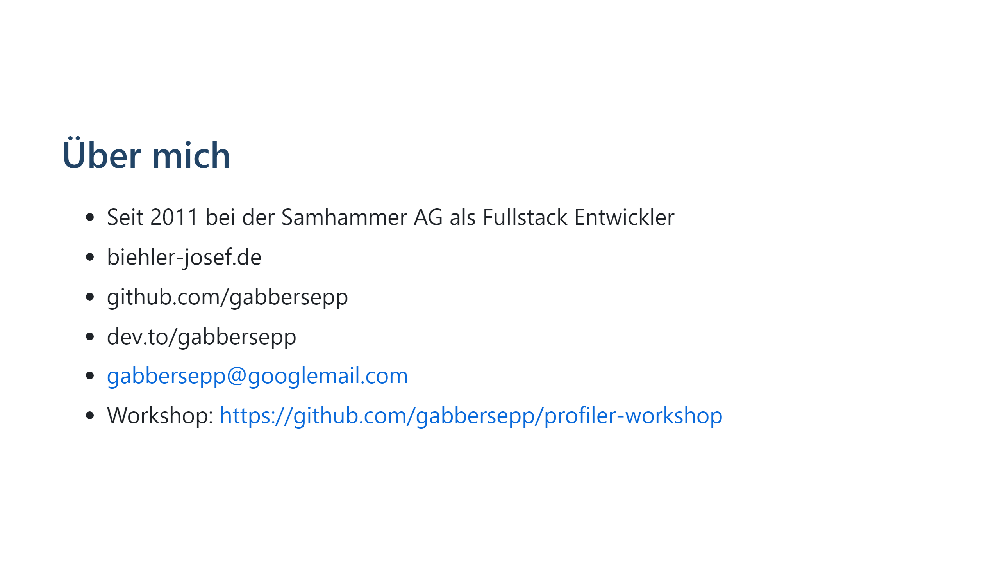 Über mich
Seit 2011 bei der Samhammer AG als Fullstack Entwickler
biehler-josef.de
github.com/gabbersepp
dev.to/gabbersepp
gabbersepp@googlemail.com
Workshop: https://github.com/gabbersepp/profiler-workshop